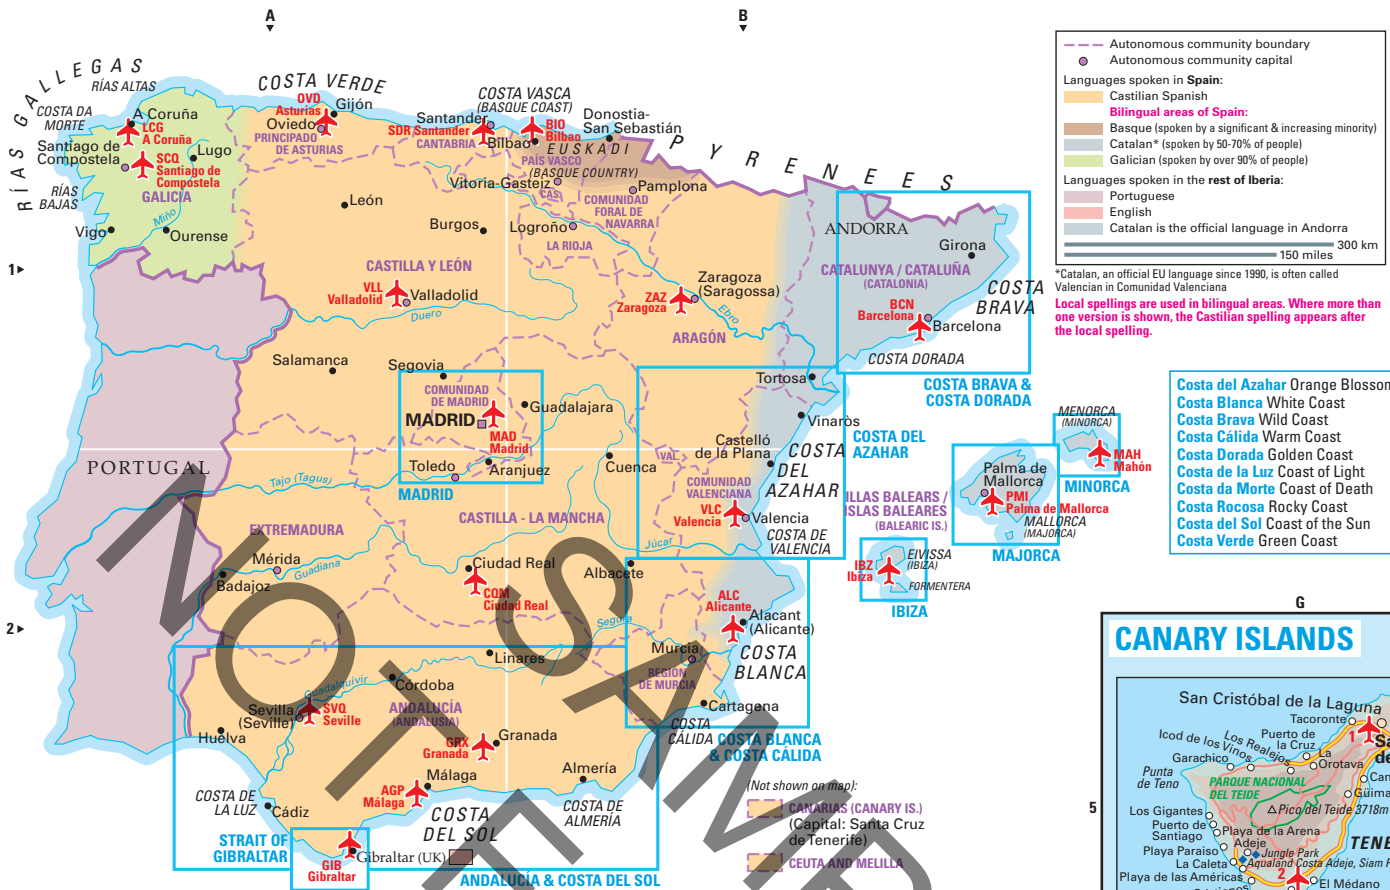 A
B
RÍAS GALLEGAS
RÍAS ALTAS
COSTA DA
MORTE
A Coruña
LCG
A Coruña
Santiago de
Compostela
SCQ
Santiago de
Compostela
Lugo
GALICIA
RÍAS
BAJAS
Miño
Vigo
Ourense
COSTA VERDE
OVD
Asturias
Gijón
Oviedo
PRINCIPADO
DE ASTURIAS
León
COSTA VASCA
(BASQUE COAST)
Santander
SDR Santander
CANTABRIA
BIO
Bilbao
Bilbao
Donostia-
San Sebastián
EUSKADI
PAÍS VASCO
(BASQUE COUNTRY)
Vitoria-Gasteiz
CAS.
Pamplona
COMUNIDAD
FORAL DE
NAVARRA
PYRENEES
Burgos
Logroño
LA RIOJA
1
CASTILLA Y LEÓN
VLL
Valladolid
Valladolid
Duero
ZAZ
Zaragoza
Zaragoza
(Saragossa)
Ebro
ARAGÓN
ANDORRA
Girona
CATALUNYA / CATALUÑA
(CATALONIA)
COSTA
BRAVA
BCN
Barcelona
Barcelona
COSTA DORADA
COSTA BRAVA &
COSTA DORADA
Salamanca
Segovia
COMUNIDAD
DE MADRID
MADRID
MAD
Madrid
Guadalajara
Toledo
Aranjuez
MADRID
Cuenca
Tortosa
Vinaròs
Castelló
de la Plana
COSTA
DEL
AZAHAR
COSTA DEL
AZAHAR
VAL.
COMUNIDAD
VALENCIANA
VLC
Valencia
Valencia
COSTA DE
VALENCIA
ILLAS BALEARS /
ISLAS BALEARES
(BALEARIC IS.)
MENORCA
(MINORCA)
MAH
Mahón
MINORCA
Palma de
Mallorca
PMI
Palma de Mallorca
MALLORCA
(MAJORCA)
MAJORCA
EIVISSA
(IBIZA)
IBZ
Ibiza
FORMENTERA
IBIZA
PORTUGAL
Tajo (Tagus)
EXTREMADURA
CASTILLA - LA MANCHA
Júcar
Mérida
Badajoz
Guadiana
Ciudad Real
CQM
Ciudad Real
Albacete
2
ALC
Alicante
Alacant
(Alicante)
COSTA
BLANCA
Segura
Murcia
REGIÓN
DE MURCIA
Cartagena
COSTA
CÁLIDA
COSTA BLANCA
& COSTA CÁLIDA
Linares
Córdoba
Guadalquivir
Sevilla
(Seville)
SVQ
Seville
ANDALUCÍA
(ANDALUSIA)
Huelva
GRX
Granada
Granada
Málaga
AGP
Málaga
Almería
COSTA DE
ALMERÍA
COSTA DE
LA LUZ
Cádiz
COSTA
DEL SOL
STRAIT OF
GIBRALTAR
GIB
Gibraltar
Gibraltar (UK)
ANDALUCÍA & COSTA DEL SOL
(Not shown on map):
CANARIAS (CANARY IS.)
(Capital: Santa Cruz
de Tenerife)
CEUTA AND MELILLA
Autonomous community boundary
Autonomous community capital
Languages spoken in Spain:
Castilian Spanish
Bilingual areas of Spain:
Basque (spoken by a significant & increasing minority)
Catalan* (spoken by 50-70% of people)
Galician (spoken by over 90% of people)
Languages spoken in the rest of Iberia:
Portuguese
English
Catalan is the official language in Andorra
300 km
150 miles
*Catalan, an official EU language since 1990, is often called
Valencian in Comunidad Valenciana
Local spellings are used in bilingual areas. Where more than
one version is shown, the Castilian spelling appears after
the local spelling.
Costa del Azahar Orange Blossom
Costa Blanca White Coast
Costa Brava Wild Coast
Costa Cálida Warm Coast
Costa Dorada Golden Coast
Costa de la Luz Coast of Light
Costa da Morte Coast of Death
Costa Rocosa Rocky Coast
Costa del Sol Coast of the Sun
Costa Verde Green Coast
G
CANARY ISLANDS
5
San Cristóbal de la Laguna
Tacoronte
1
Puerto de
la Cruz
Icod de los Vinos
Los Realejos
La
Orotava
Garachico
Punta
de Teno
PARQUE NACIONAL
DEL TEIDE
Pico del Teide 3718m
Los Gigantes
Puerto de
Santiago
Playa de la Arena
Adeje
Jungle Park
Playa Paraiso
La Caleta
Aqualand Costa Adeje, Siam
Playa de las Américas
2
El Médano
NOT
SAMP